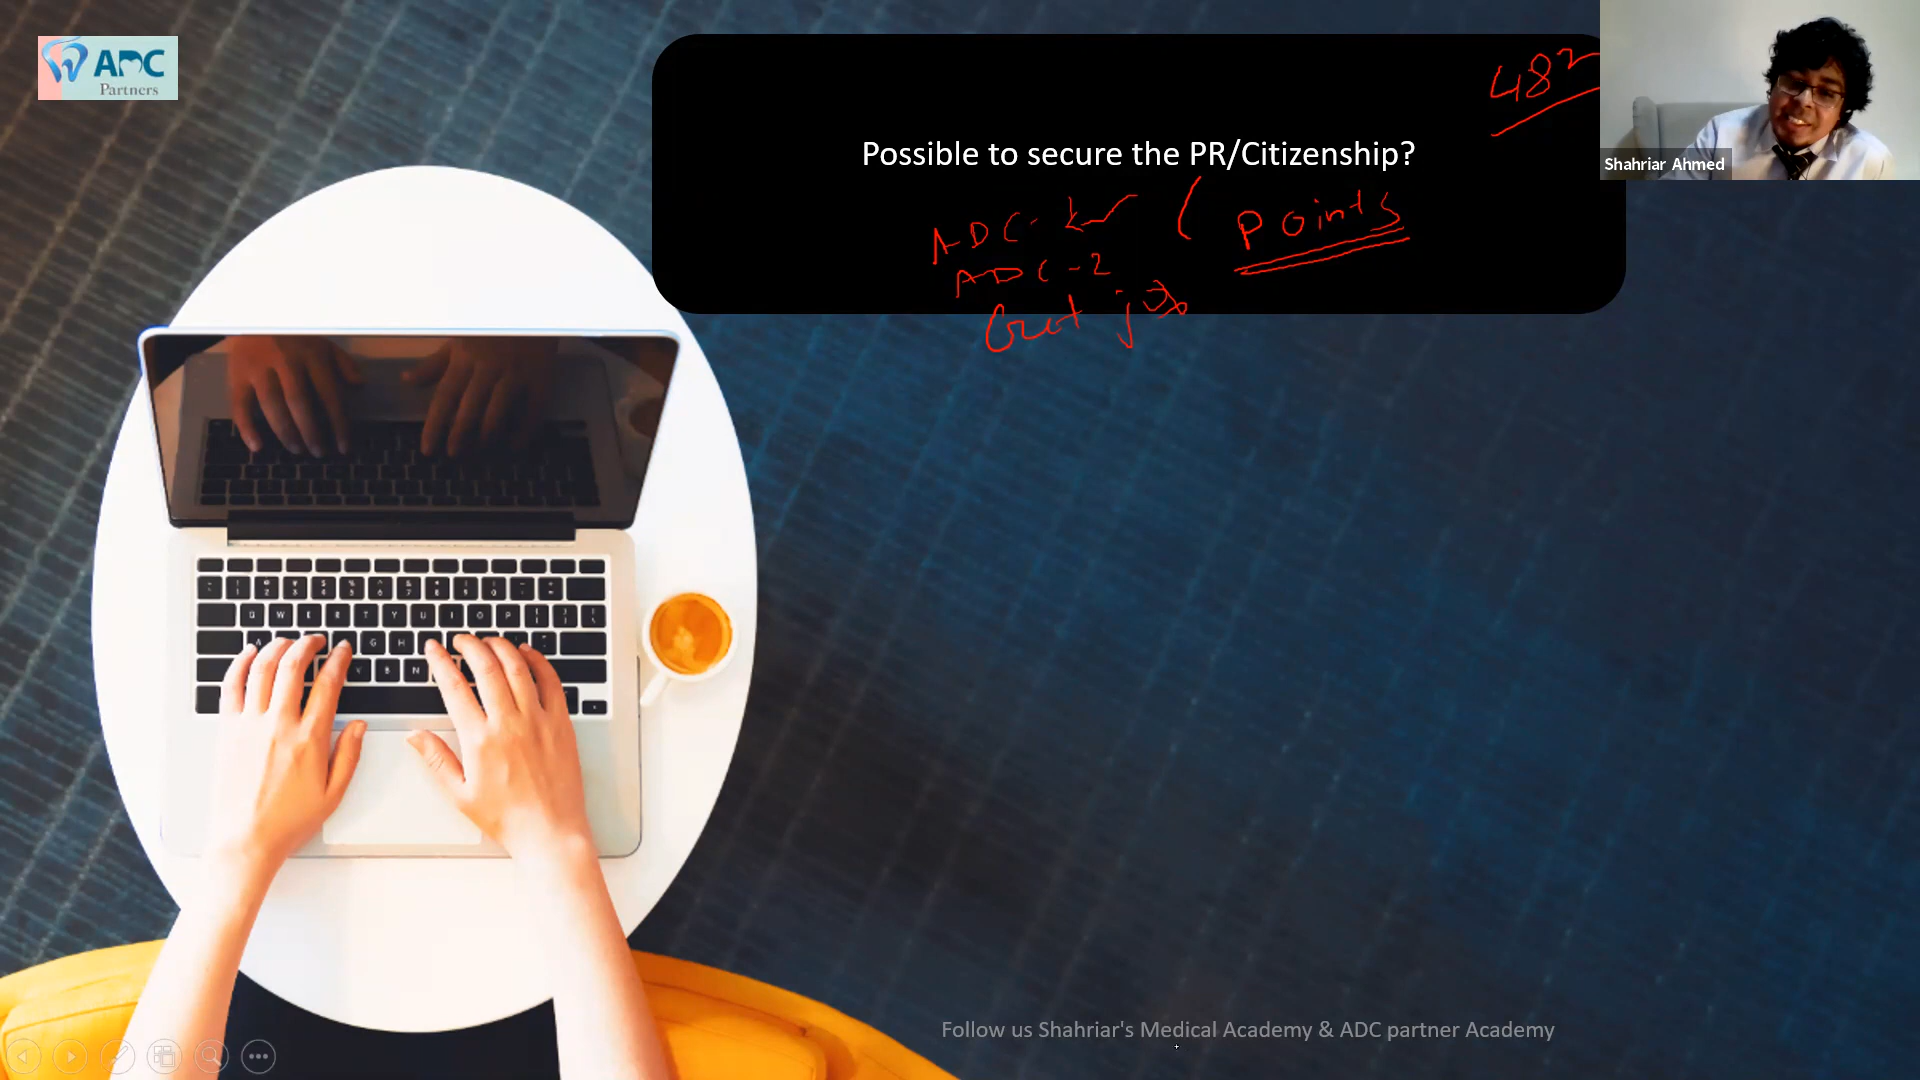 ADC
Partners
482
Shahriar Ahmed
Possible to secure the PR/Citizenship?
ADC-1
( Points
ADC-2
Get job
Follow us Shahriar's Medical Academy & ADC partner Academy